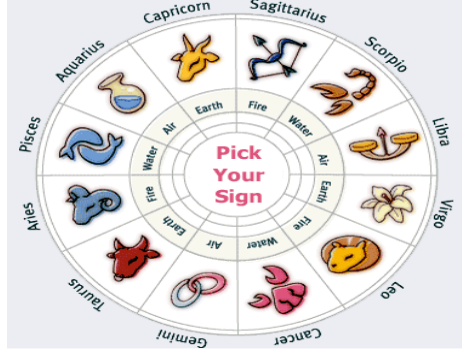 Capricorn
Sagittarius
Scorpio
Libra
Virgo
Leo
Cancer
Gemini
Taurus
Aries
Pisces
Aquarius
Earth
Fire
Water
Air
Earth
Fire
Water
Air
Earth
Fire
Water
Air
Pick
Your
Sign